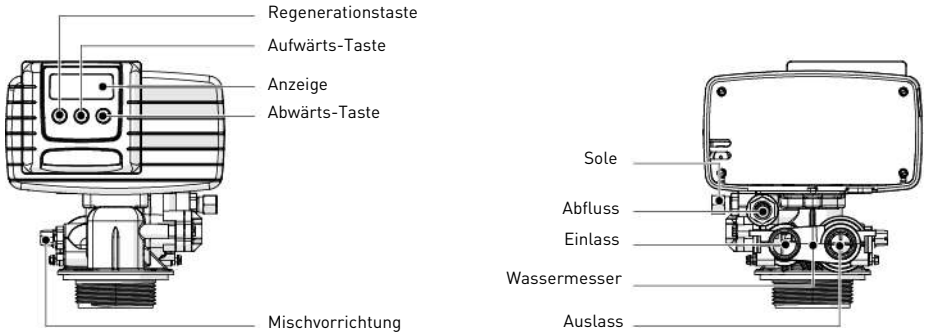 Regenerationstaste
Aufwärts-Taste
Anzeige
Abwärts-Taste
Mischvorrichtung
Sole
Abfluss
Einlass
Wassermesser
Auslass